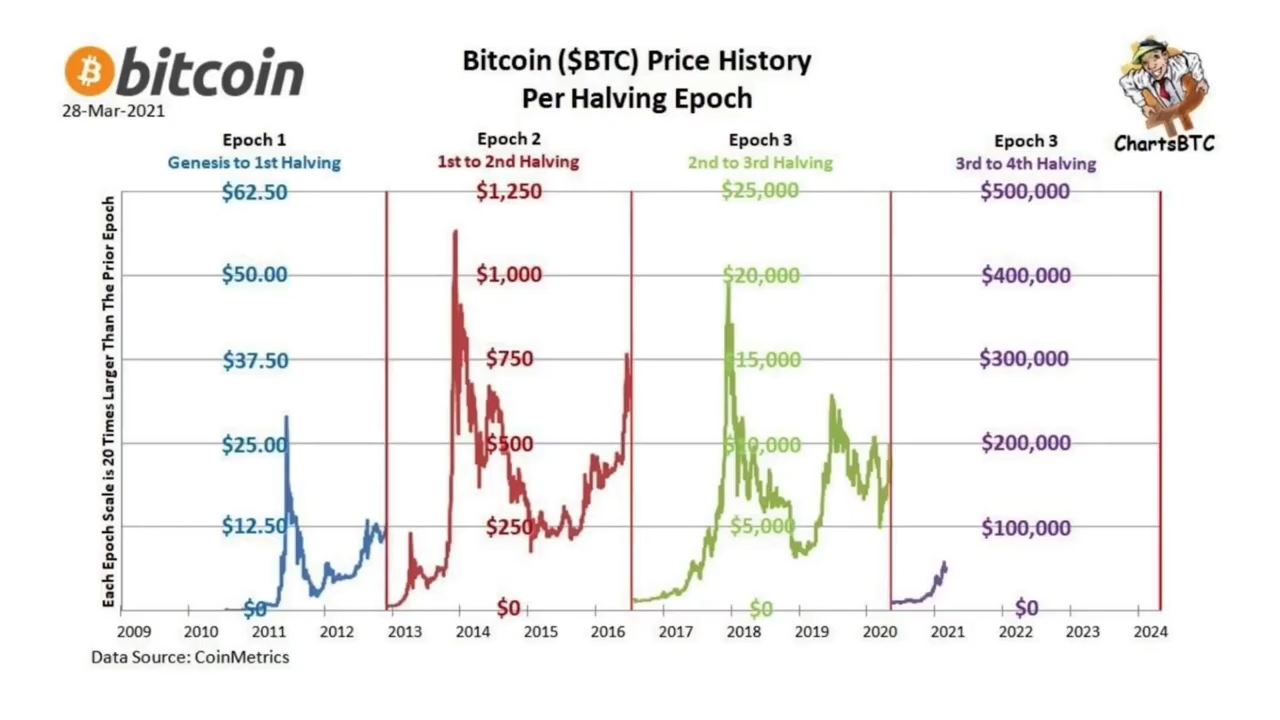 bitcoin
28-Mar-2021
Bitcoin ($BTC) Price History
Per Halving Epoch
ChartsBTC
Epoch 1
Genesis to 1st Halving
Epoch 2
1st to 2nd Halving
Epoch 3
2nd to 3rd Halving
Epoch 3
3rd to 4th Halving
Each Epoch Scale is 20 Times Larger Than The Prior Epoch
$62.50 $1,250 $25,000 $500,000
$50.00 $1,000 $20,000 $400,000
$37.50 $750 $15,000 $300,000
$25.00 $500 $10,000 $200,000
$12.50 $250 $5,000 $100,000
$0 $0 $0 $0
2009 2010 2011 2012 2013 2014 2015 2016 2017 2018 2019 2020 2021 2022 2023 2024
Data Source: CoinMetrics